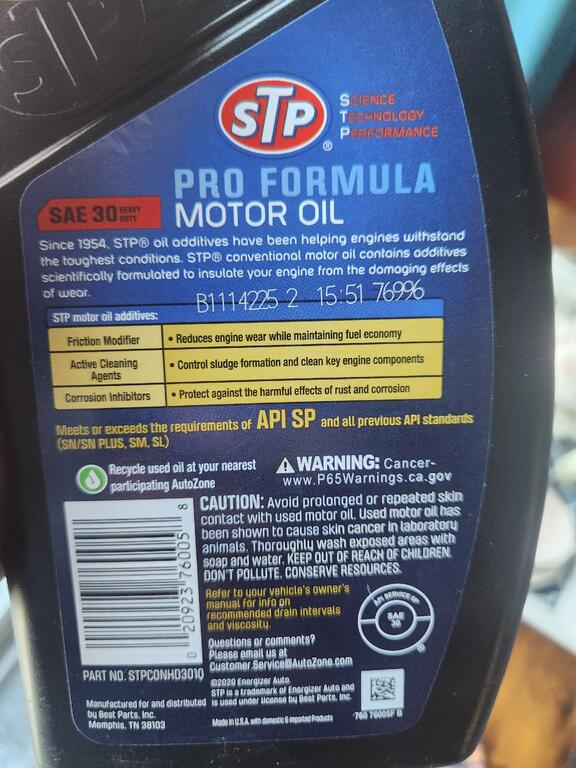 STP
STP®
SCIENCE
TECHNOLOGY
PERFORMANCE
PRO FORMULA
SAE 30 HEAVY DUTY
MOTOR OIL
Since 1954, STP® oil additives have been helping engines withstand
the toughest conditions. STP® conventional motor oil contains additives
scientifically formulated to insulate your engine from the damaging effects
of wear.
B1114225 2 15:51 76996
STP motor oil additives:
Friction Modifier • Reduces engine wear while maintaining fuel economy
Active Cleaning
Agents • Control sludge formation and clean key engine components
Corrosion Inhibitors • Protect against the harmful effects of rust and corrosion
Meets or exceeds the requirements of API SP and all previous API standards
(SN/SN PLUS, SM, SL)
Recycle used oil at your nearest
participating AutoZone
WARNING: Cancer-
www.P65Warnings.ca.gov
CAUTION: Avoid prolonged or repeated skin
contact with used motor oil. Used motor oil has
been shown to cause skin cancer in laboratory
animals. Thoroughly wash exposed areas with
soap and water. KEEP OUT OF REACH OF CHILDREN.
DON'T POLLUTE. CONSERVE RESOURCES.
Refer to your vehicle's owner's
manual for info on
recommended drain intervals
and viscosity.
API SERVICE SP
SAE
30
®
Questions or comments?
Please email us at
Customer.Service@AutoZone.com
0 20923 76005 8
PART NO. STPCONHD301Q
Manufactured for and distributed
by Best Parts, Inc.
Memphis, TN 38103
©2020 Energizer Auto.
STP is a trademark of Energizer Auto and
is used under license by Best Parts, Inc.
Made in U.S.A. with domestic & imported Products
760 76005F B